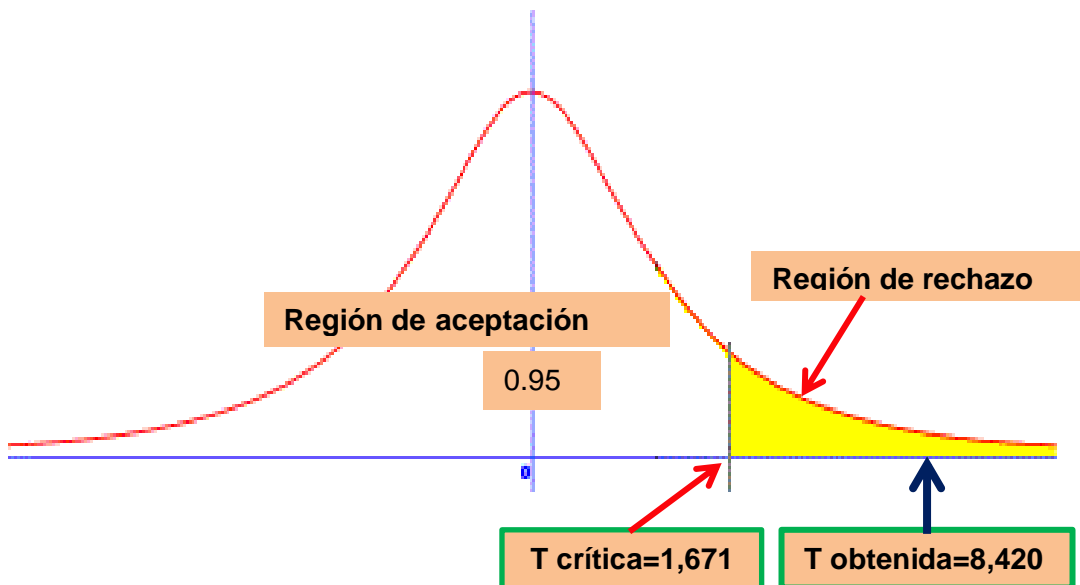 Región de rechazo
Región de aceptación
0.95
0
T crítica=1,671
T obtenida=8,420